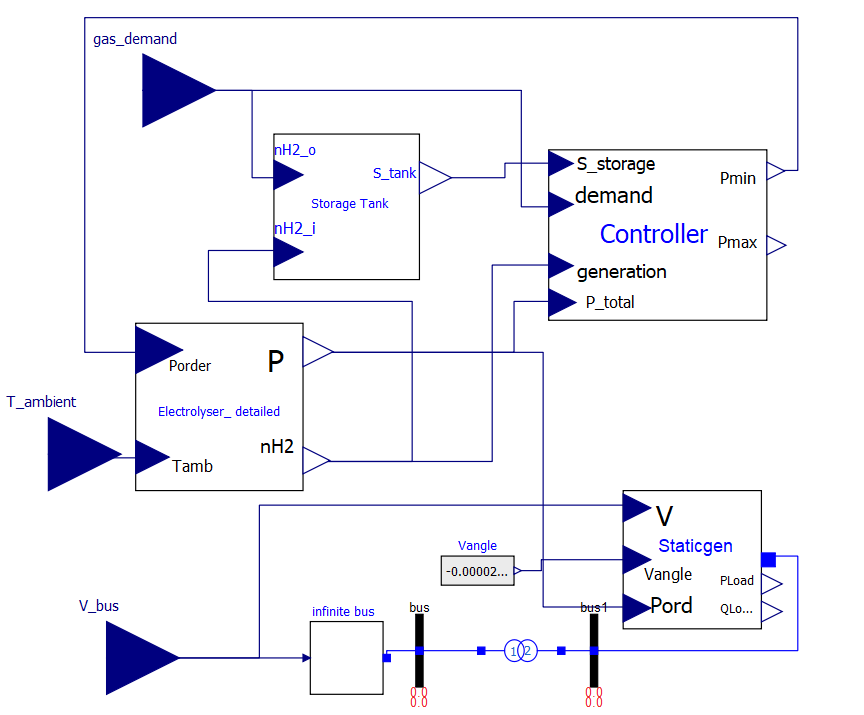 gas_demand
nH2_o
S_tank
Storage Tank
nH2_i
S_storage
demand
Controller
generation
P_total
Pmin
Pmax
Porder
P
Electrolyser_ detailed
nH2
Tamb
T_ambient
V
Staticgen
Vangle
Pord
PLoad
QLo...
Vangle
-0.00002...
V_bus
infinite bus
bus
0.0
0.0
1 2
bus1
0.0
0.0